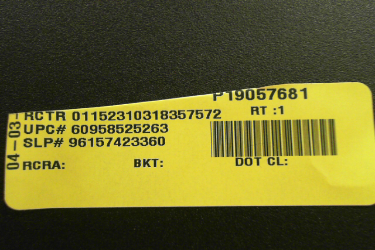 P19057681
RCTR 01152310318357572
RT :1
UPC# 60958525263
SLP# 96157423360
RCRA:
BKT:
DOT CL:
04-03-